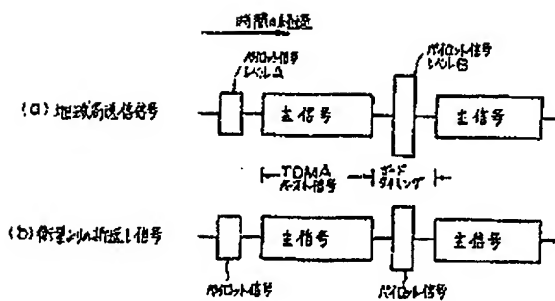 時間の経過
パイロット信号
レベルA
パイロット信号
レベルB
(a) 地球局送信信号
主信号
主信号
TDMA
バースト信号
ガード
タイミング
(b) 衛星よりの折返し信号
主信号
主信号
パイロット信号
パイロット信号